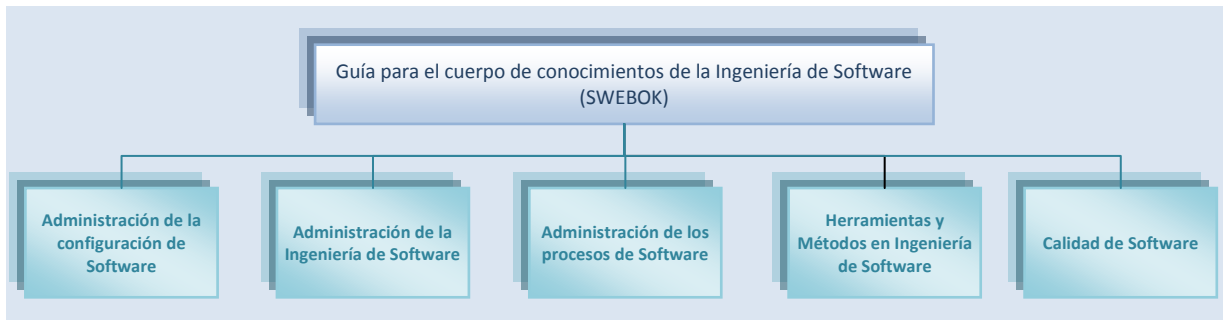 Guía para el cuerpo de conocimientos de la Ingeniería de Software
(SWEBOK)
Administración de la
configuración de
Software
Administración de la
Ingeniería de Software
Administración de los
procesos de Software
Herramientas y
Métodos en Ingeniería
de Software
Calidad de Software